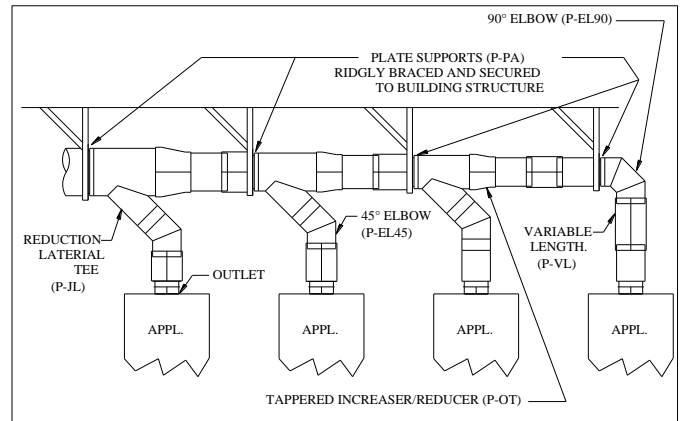 90° ELBOW (P-EL90)
PLATE SUPPORTS (P-PA)
RIDGLY BRACED AND SECURED
TO BUILDING STRUCTURE
REDUCTION
LATERIAL
TEE
(P-JL)
45° ELBOW
(P-EL45)
VARIABLE
LENGTH.
(P-VL)
OUTLET
APPL.
APPL.
APPL.
APPL.
TAPPERED INCREASER/REDUCER (P-OT)